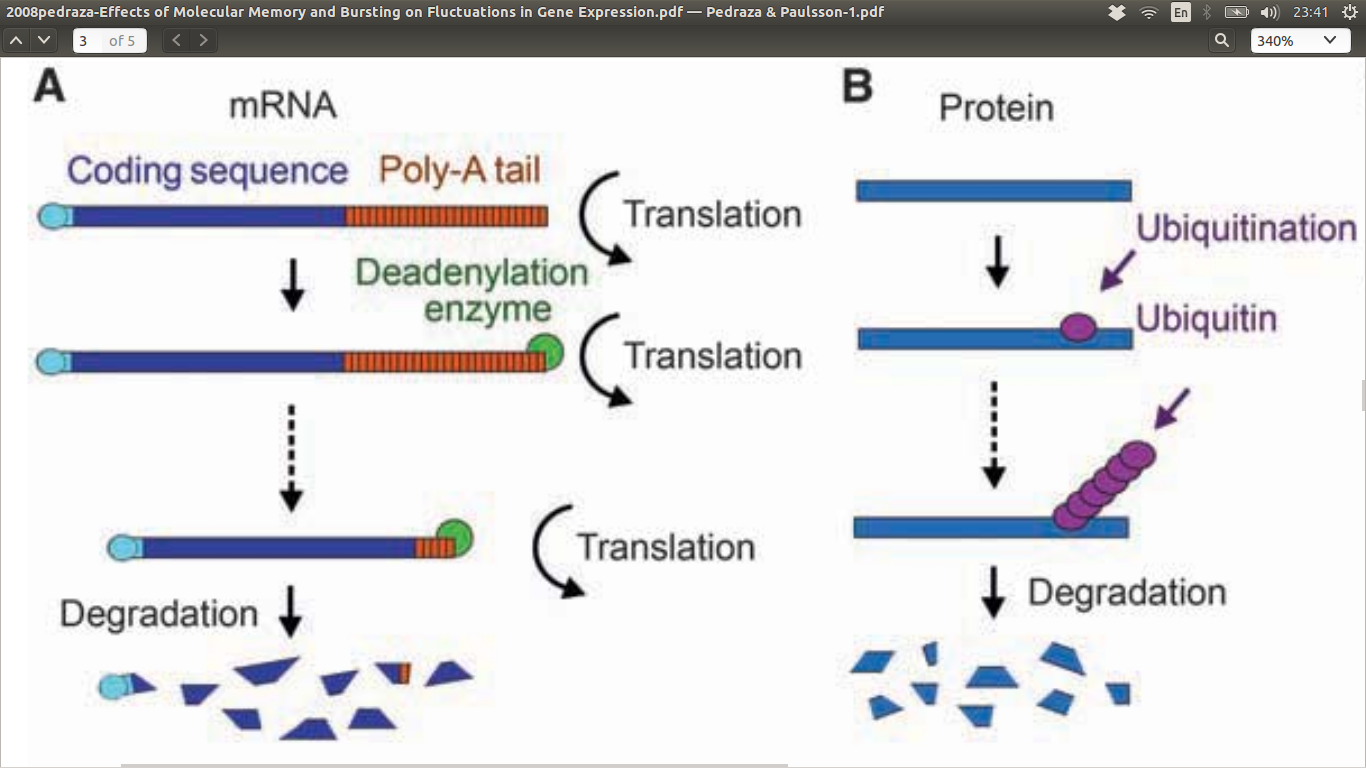 2008pedraza-Effects of Molecular Memory and Bursting on Fluctuations in Gene Expression.pdf — Pedraza & Paulsson-1.pdf
En
23:41
3 of 5
340%
A
mRNA
Coding sequence
Poly-A tail
Translation
Deadenylation
enzyme
Translation
Translation
Degradation
B
Protein
Ubiquitination
Ubiquitin
Degradation